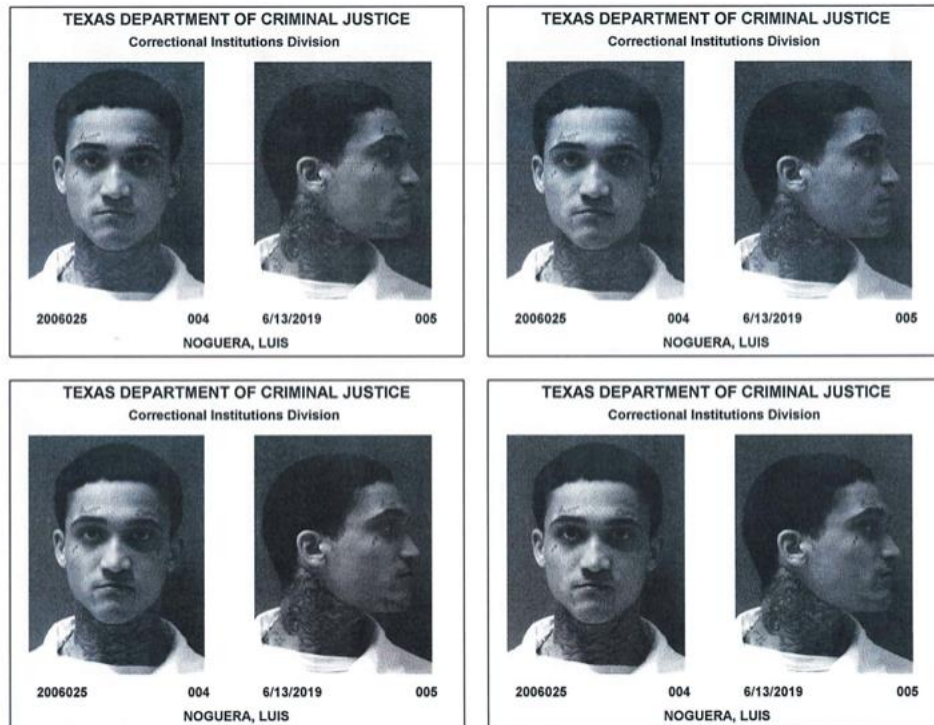 TEXAS DEPARTMENT OF CRIMINAL JUSTICE
Correctional Institutions Division
2006025 004 6/13/2019 005
NOGUERA, LUIS
TEXAS DEPARTMENT OF CRIMINAL JUSTICE
Correctional Institutions Division
2006025 004 6/13/2019 005
NOGUERA, LUIS
TEXAS DEPARTMENT OF CRIMINAL JUSTICE
Correctional Institutions Division
2006025 004 6/13/2019 005
NOGUERA, LUIS
TEXAS DEPARTMENT OF CRIMINAL JUSTICE
Correctional Institutions Division
2006025 004 6/13/2019 005
NOGUERA, LUIS